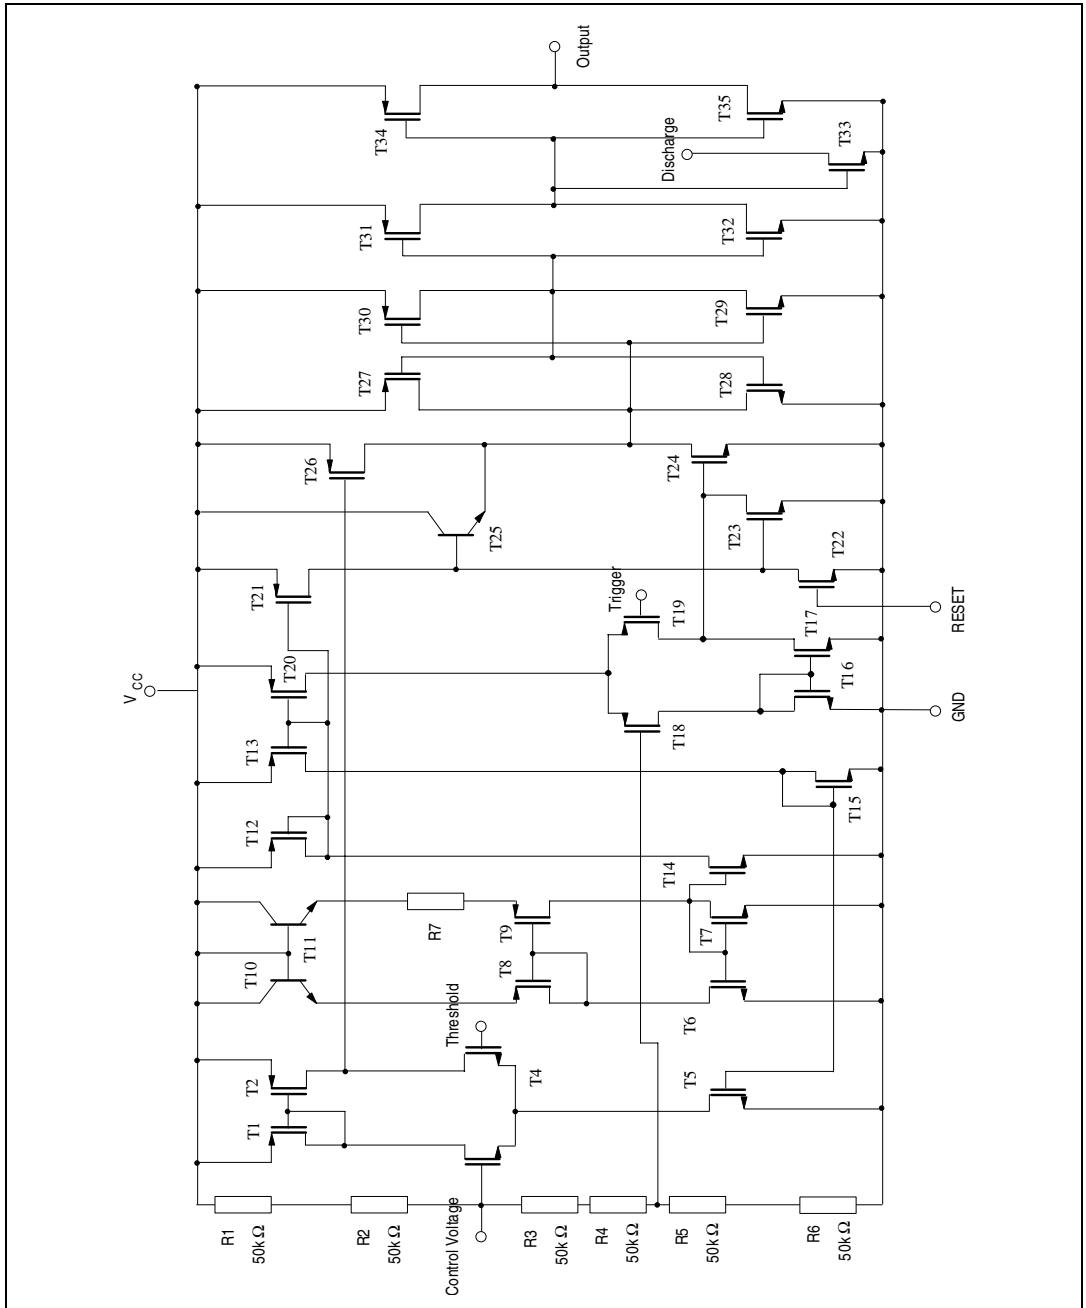 Output
Discharge
T34
T35
T33
T31
T32
T30
T29
T27
T28
T26
T24
T25
T23
T22
T21
Trigger
T19
RESET
T20
T17
V CC
T16
T18
GND
T13
T15
T12
T14
T11
R7
T9
T7
T10
T8
T6
Threshold
T2
T4
T5
T1
R1
50kΩ
R2
50kΩ
Control Voltage
R3
50kΩ
R4
50kΩ
R5
50kΩ
R6
50kΩ